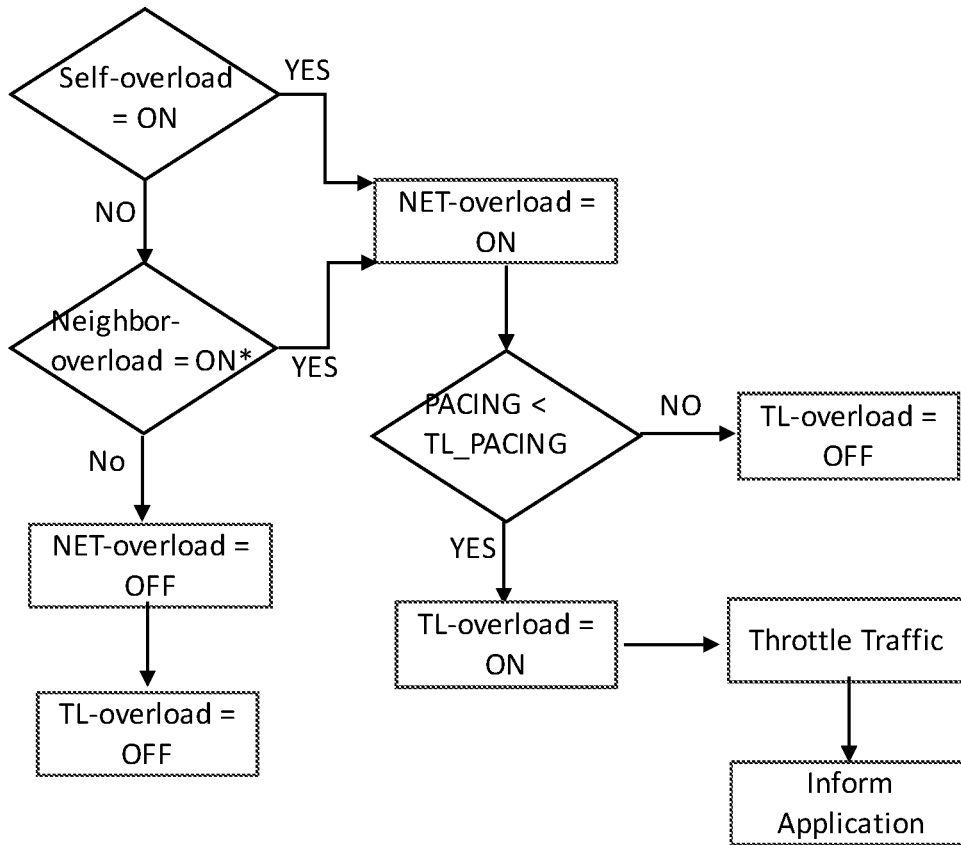 Self-overload
= ON
YES
NO
NET-overload =
ON
Neighbor-
overload = ON*
YES
No
PACING <
TL_PACING
NO
TL-overload =
OFF
YES
NET-overload =
OFF
TL-overload =
OFF
TL-overload =
ON
Throttle Traffic
Inform
Application